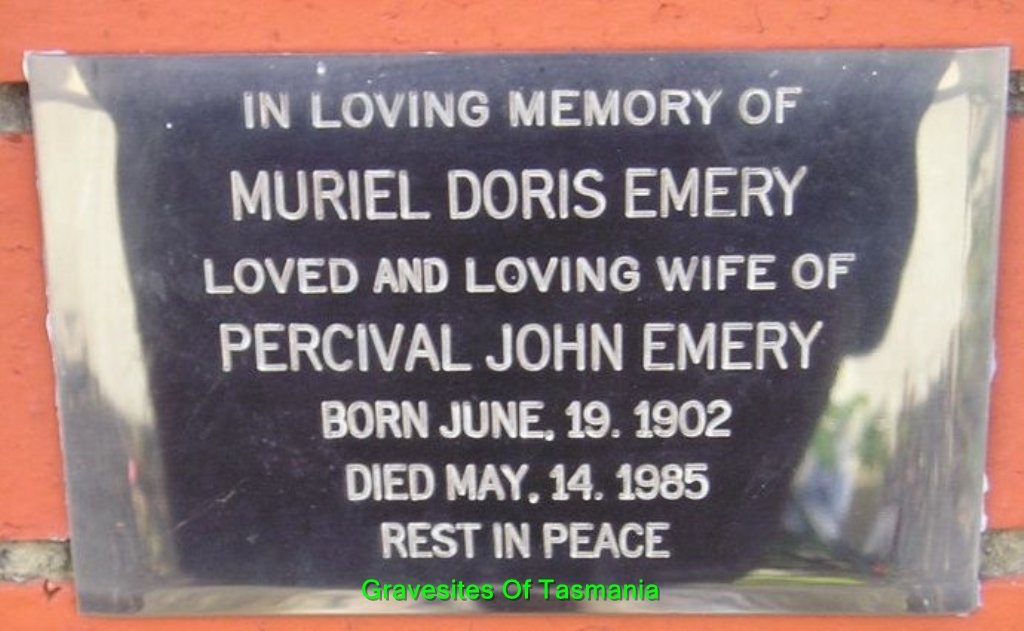 IN LOVING MEMORY OF
MURIEL DORIS EMERY
LOVED AND LOVING WIFE OF
PERCIVAL JOHN EMERY
BORN JUNE, 19. 1902
DIED MAY, 14. 1985
REST IN PEACE
Gravesites Of Tasmania